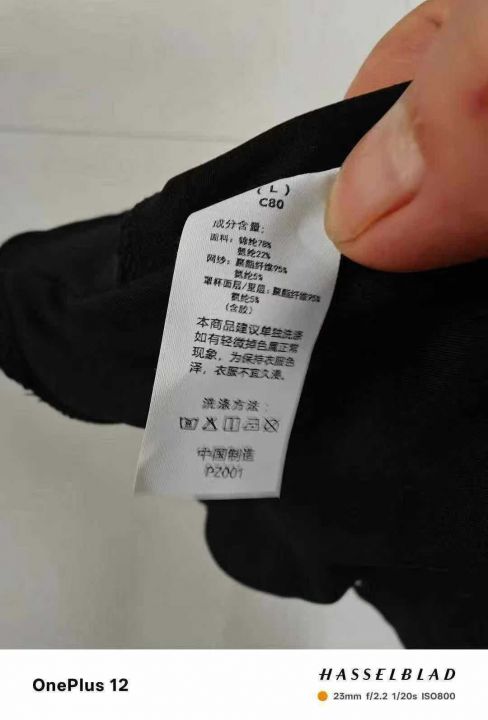 ( L )
C80
成分含量：
面料：锦纶78%
氨纶22%
网纱：聚酯纤维95%
氨纶5%
罩杯面层/里层：聚酯纤维95%
氨纶5%
(含胶)
本商品建议单独洗涤
如有轻微掉色属正常
现象，为保持衣服色
泽，衣服不宜久浸。
洗涤方法：
中国制造
PZ001
OnePlus 12
HASSELBLAD
23mm f/2.2 1/20s ISO800